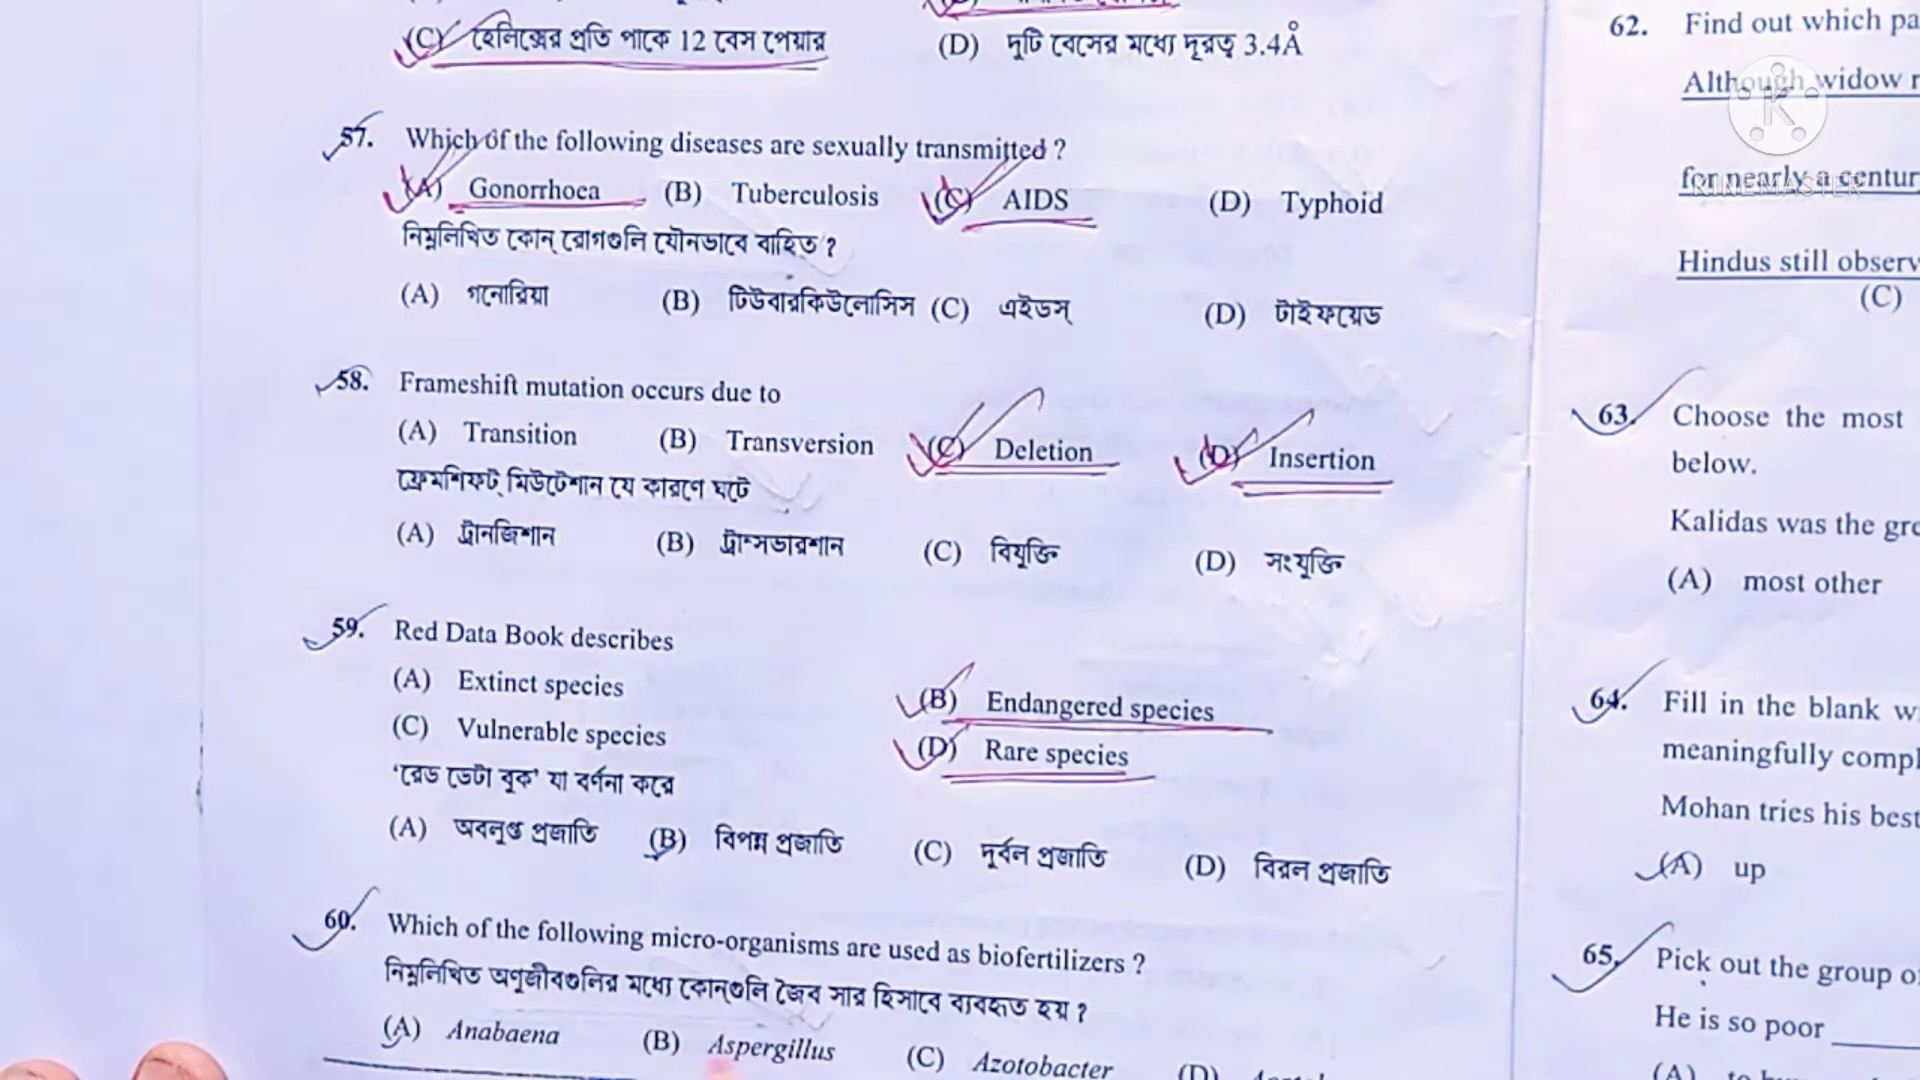 (C) হেলিক্সের প্রতি পাকে 12 বেস পেয়ার (D) দুটি বেসের মধ্যে দূরত্ব 3.4Å
57. Which of the following diseases are sexually transmitted ?
(A) Gonorrhoea (B) Tuberculosis (C) AIDS (D) Typhoid
নিম্নলিখিত কোন্ রোগগুলি যৌনভাবে বাহিত ?
(A) গনোরিয়া (B) টিউবারকিউলোসিস (C) এইডস্ (D) টাইফয়েড
58. Frameshift mutation occurs due to
(A) Transition (B) Transversion (C) Deletion (D) Insertion
ফ্রেমশিফট্ মিউটেশান যে কারণে ঘটে
(A) ট্রানজিশান (B) ট্রান্সভারশান (C) বিযুক্তি (D) সংযুক্তি
59. Red Data Book describes
(A) Extinct species (B) Endangered species
(C) Vulnerable species (D) Rare species
‘রেড ডেটা বুক’ যা বর্ণনা করে
(A) অবলুপ্ত প্রজাতি (B) বিপন্ন প্রজাতি (C) দুর্বল প্রজাতি (D) বিরল প্রজাতি
60. Which of the following micro-organisms are used as biofertilizers ?
নিম্নলিখিত অণুজীবগুলির মধ্যে কোন্‌গুলি জৈব সার হিসাবে ব্যবহৃত হয় ?
(A) Anabaena (B) Aspergillus (C) Azotobacter (D)
62. Find out which pa
Although widow r
for nearly a centur
KINEMASTER
Hindus still observ
(C)
63. Choose the most
below.
Kalidas was the gre
(A) most other
64. Fill in the blank w
meaningfully compl
Mohan tries his best
(A) up
65. Pick out the group o
He is so poor
(A)